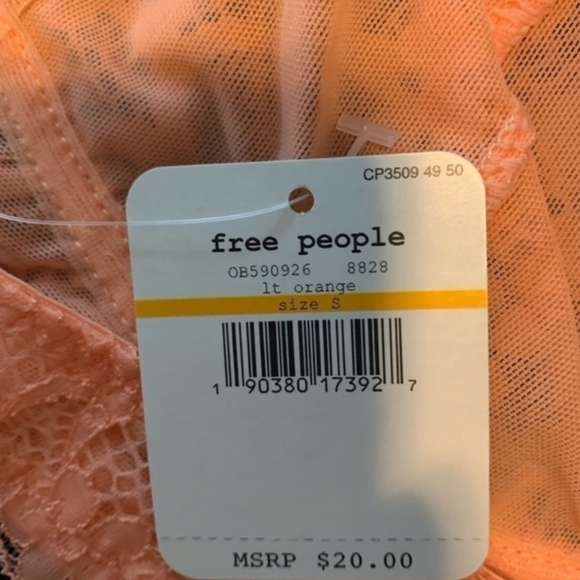 CP3509 49 50
free people
OB590926 8828
lt orange
size S
1 90380 17392 7
MSRP $20.00